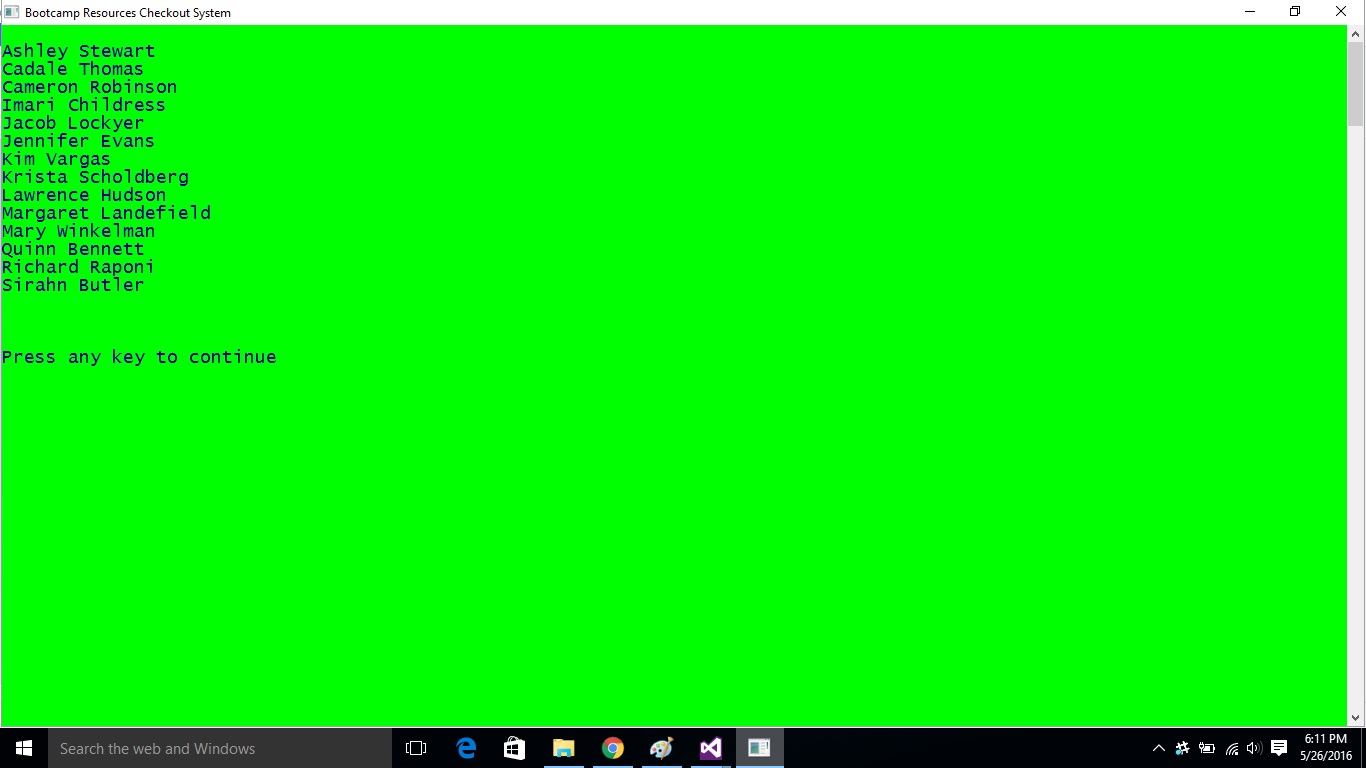 Bootcamp Resources Checkout System
Ashley Stewart
Cadale Thomas
Cameron Robinson
Imari Childress
Jacob Lockyer
Jennifer Evans
Kim Vargas
Krista Scholdberg
Lawrence Hudson
Margaret Landefield
Mary Winkelman
Quinn Bennett
Richard Raponi
Sirahn Butler
Press any key to continue
Search the web and Windows
6:11 PM
5/26/2016